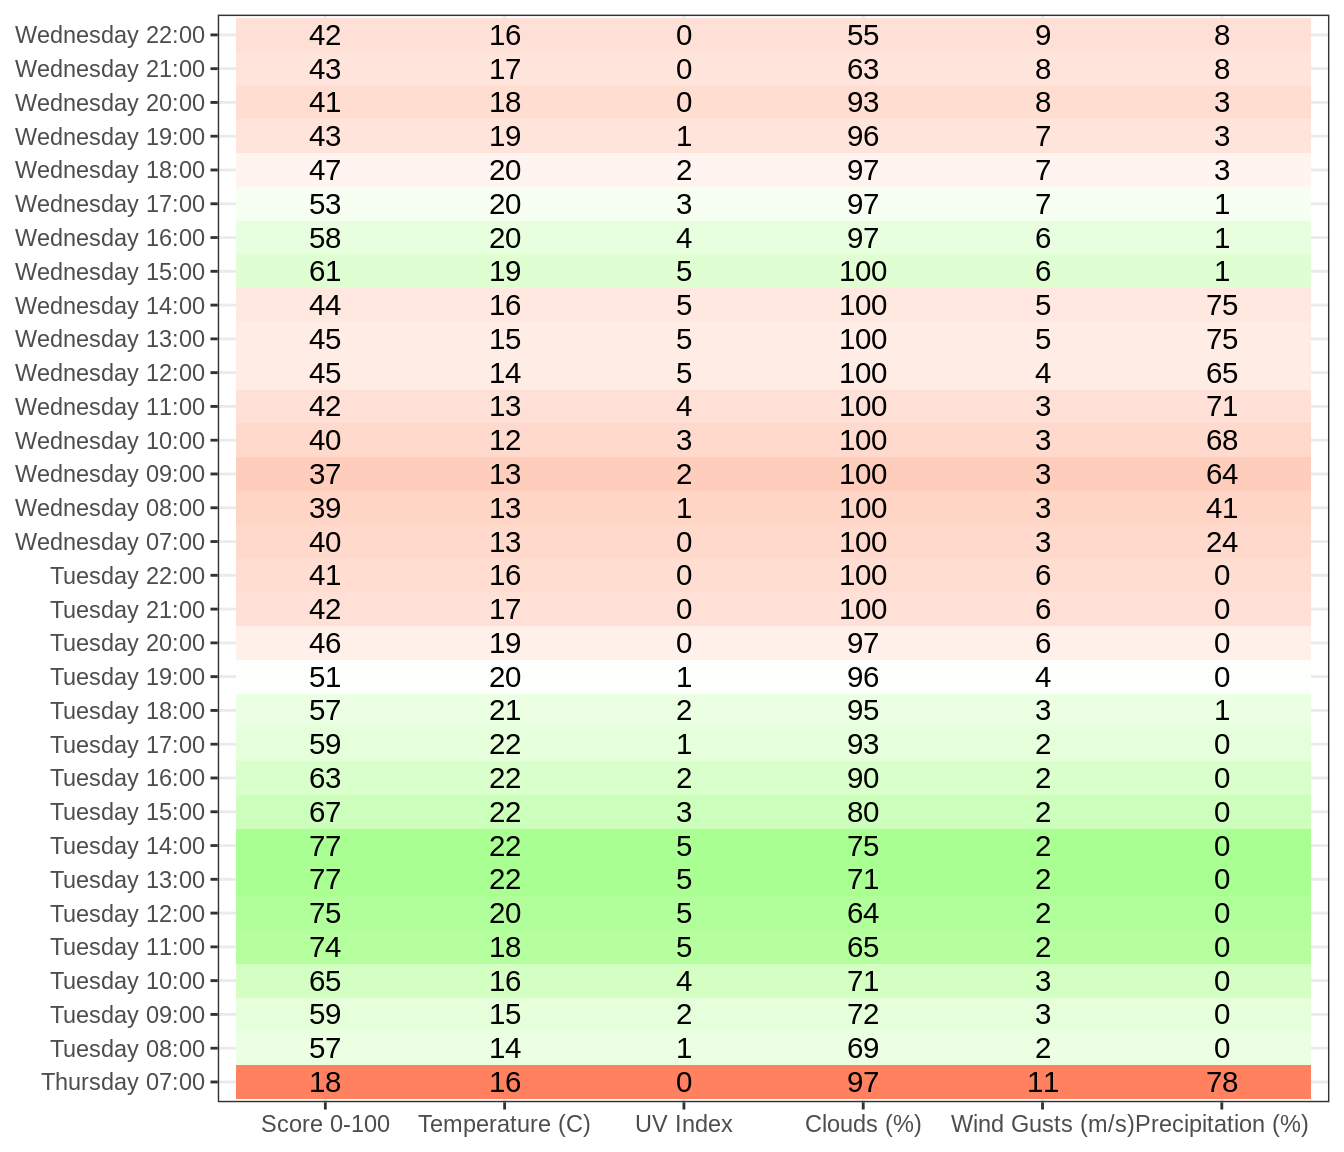 Wednesday 22:00 42 16 0 55 9 8
Wednesday 21:00 43 17 0 63 8 8
Wednesday 20:00 41 18 0 93 8 3
Wednesday 19:00 43 19 1 96 7 3
Wednesday 18:00 47 20 2 97 7 3
Wednesday 17:00 53 20 3 97 7 1
Wednesday 16:00 58 20 4 97 6 1
Wednesday 15:00 61 19 5 100 6 1
Wednesday 14:00 44 16 5 100 5 75
Wednesday 13:00 45 15 5 100 5 75
Wednesday 12:00 45 14 5 100 4 65
Wednesday 11:00 42 13 4 100 3 71
Wednesday 10:00 40 12 3 100 3 68
Wednesday 09:00 37 13 2 100 3 64
Wednesday 08:00 39 13 1 100 3 41
Wednesday 07:00 40 13 0 100 3 24
Tuesday 22:00 41 16 0 100 6 0
Tuesday 21:00 42 17 0 100 6 0
Tuesday 20:00 46 19 0 97 6 0
Tuesday 19:00 51 20 1 96 4 0
Tuesday 18:00 57 21 2 95 3 1
Tuesday 17:00 59 22 1 93 2 0
Tuesday 16:00 63 22 2 90 2 0
Tuesday 15:00 67 22 3 80 2 0
Tuesday 14:00 77 22 5 75 2 0
Tuesday 13:00 77 22 5 71 2 0
Tuesday 12:00 75 20 5 64 2 0
Tuesday 11:00 74 18 5 65 2 0
Tuesday 10:00 65 16 4 71 3 0
Tuesday 09:00 59 15 2 72 3 0
Tuesday 08:00 57 14 1 69 2 0
Thursday 07:00 18 16 0 97 11 78
Score 0-100 Temperature (C) UV Index Clouds (%) Wind Gusts (m/s) Precipitation (%)